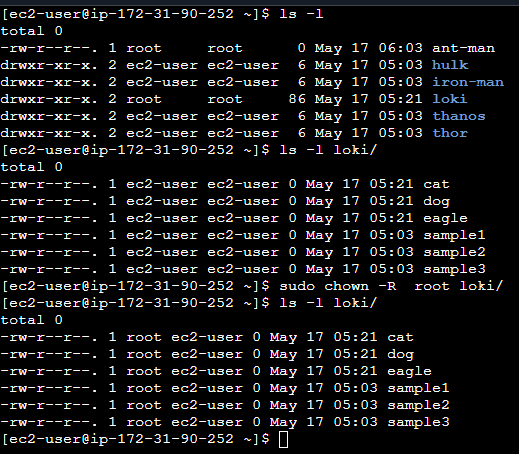 [ec2-user@ip-172-31-90-252 ~]$ ls -l
total 0
-rw-r--r--. 1 root     root      0 May 17 06:03 ant-man
drwxr-xr-x. 2 ec2-user ec2-user  6 May 17 05:03 hulk
drwxr-xr-x. 2 ec2-user ec2-user  6 May 17 05:03 iron-man
drwxr-xr-x. 2 root     root     86 May 17 05:21 loki
drwxr-xr-x. 2 ec2-user ec2-user  6 May 17 05:03 thanos
drwxr-xr-x. 2 ec2-user ec2-user  6 May 17 05:03 thor
[ec2-user@ip-172-31-90-252 ~]$ ls -l loki/
total 0
-rw-r--r--. 1 ec2-user ec2-user 0 May 17 05:21 cat
-rw-r--r--. 1 ec2-user ec2-user 0 May 17 05:21 dog
-rw-r--r--. 1 ec2-user ec2-user 0 May 17 05:21 eagle
-rw-r--r--. 1 ec2-user ec2-user 0 May 17 05:03 sample1
-rw-r--r--. 1 ec2-user ec2-user 0 May 17 05:03 sample2
-rw-r--r--. 1 ec2-user ec2-user 0 May 17 05:03 sample3
[ec2-user@ip-172-31-90-252 ~]$ sudo chown -R  root loki/
[ec2-user@ip-172-31-90-252 ~]$ ls -l loki/
total 0
-rw-r--r--. 1 root ec2-user 0 May 17 05:21 cat
-rw-r--r--. 1 root ec2-user 0 May 17 05:21 dog
-rw-r--r--. 1 root ec2-user 0 May 17 05:21 eagle
-rw-r--r--. 1 root ec2-user 0 May 17 05:03 sample1
-rw-r--r--. 1 root ec2-user 0 May 17 05:03 sample2
-rw-r--r--. 1 root ec2-user 0 May 17 05:03 sample3
[ec2-user@ip-172-31-90-252 ~]$